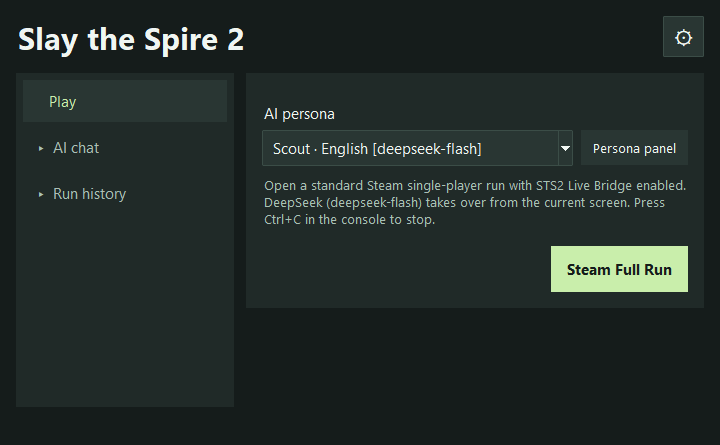 Slay the Spire 2
Play
▸ AI chat
▸ Run history
AI persona
Scout · English [deepseek-flash]
Persona panel
Open a standard Steam single-player run with STS2 Live Bridge enabled.
DeepSeek (deepseek-flash) takes over from the current screen. Press
Ctrl+C in the console to stop.
Steam Full Run